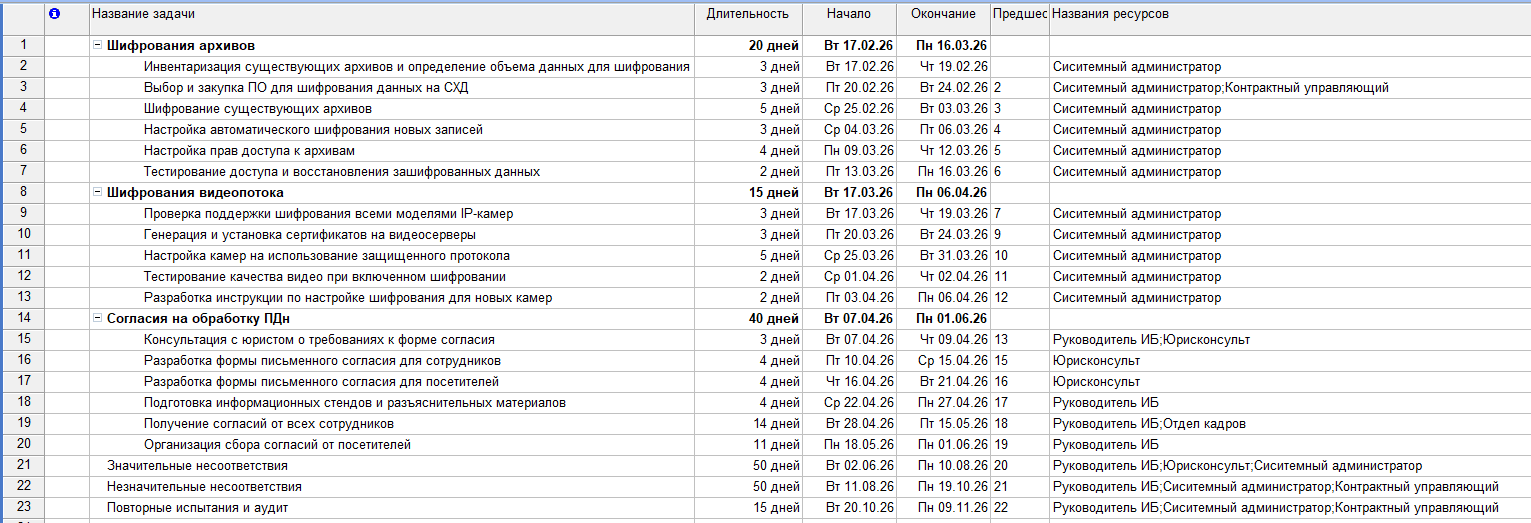 Название задачи Длительность Начало Окончание Предшес Названия ресурсов
1 Шифрования архивов 20 дней Вт 17.02.26 Пн 16.03.26
2 Инвентаризация существующих архивов и определение объема данных для шифрования 3 дней Вт 17.02.26 Чт 19.02.26 Сиситемный администратор
3 Выбор и закупка ПО для шифрования данных на СХД 3 дней Пт 20.02.26 Вт 24.02.26 2 Сиситемный администратор;Контрактный управляющий
4 Шифрование существующих архивов 5 дней Ср 25.02.26 Вт 03.03.26 3 Сиситемный администратор
5 Настройка автоматического шифрования новых записей 3 дней Ср 04.03.26 Пт 06.03.26 4 Сиситемный администратор
6 Настройка прав доступа к архивам 4 дней Пн 09.03.26 Чт 12.03.26 5 Сиситемный администратор
7 Тестирование доступа и восстановления зашифрованных данных 2 дней Пт 13.03.26 Пн 16.03.26 6 Сиситемный администратор
8 Шифрования видеопотока 15 дней Вт 17.03.26 Пн 06.04.26
9 Проверка поддержки шифрования всеми моделями IP-камер 3 дней Вт 17.03.26 Чт 19.03.26 7 Сиситемный администратор
10 Генерация и установка сертификатов на видеосерверы 3 дней Пт 20.03.26 Вт 24.03.26 9 Сиситемный администратор
11 Настройка камер на использование защищенного протокола 5 дней Ср 25.03.26 Вт 31.03.26 10 Сиситемный администратор
12 Тестирование качества видео при включенном шифровании 2 дней Ср 01.04.26 Чт 02.04.26 11 Сиситемный администратор
13 Разработка инструкции по настройке шифрования для новых камер 2 дней Пт 03.04.26 Пн 06.04.26 12 Сиситемный администратор
14 Согласия на обработку ПДн 40 дней Вт 07.04.26 Пн 01.06.26
15 Консультация с юристом о требованиях к форме согласия 3 дней Вт 07.04.26 Чт 09.04.26 13 Руководитель ИБ;Юрисконсульт
16 Разработка формы письменного согласия для сотрудников 4 дней Пт 10.04.26 Ср 15.04.26 15 Юрисконсульт
17 Разработка формы письменного согласия для посетителей 4 дней Чт 16.04.26 Вт 21.04.26 16 Юрисконсульт
18 Подготовка информационных стендов и разъяснительных материалов 4 дней Ср 22.04.26 Пн 27.04.26 17 Руководитель ИБ
19 Получение согласий от всех сотрудников 14 дней Вт 28.04.26 Пт 15.05.26 18 Руководитель ИБ;Отдел кадров
20 Организация сбора согласий от посетителей 11 дней Пн 18.05.26 Пн 01.06.26 19 Руководитель ИБ
21 Значительные несоответствия 50 дней Вт 02.06.26 Пн 10.08.26 20 Руководитель ИБ;Юрисконсульт;Сиситемный администратор
22 Незначительные несоответствия 50 дней Вт 11.08.26 Пн 19.10.26 21 Руководитель ИБ;Сиситемный администратор;Контрактный управляющий
23 Повторные испытания и аудит 15 дней Вт 20.10.26 Пн 09.11.26 22 Руководитель ИБ;Сиситемный администратор;Контрактный управляющий